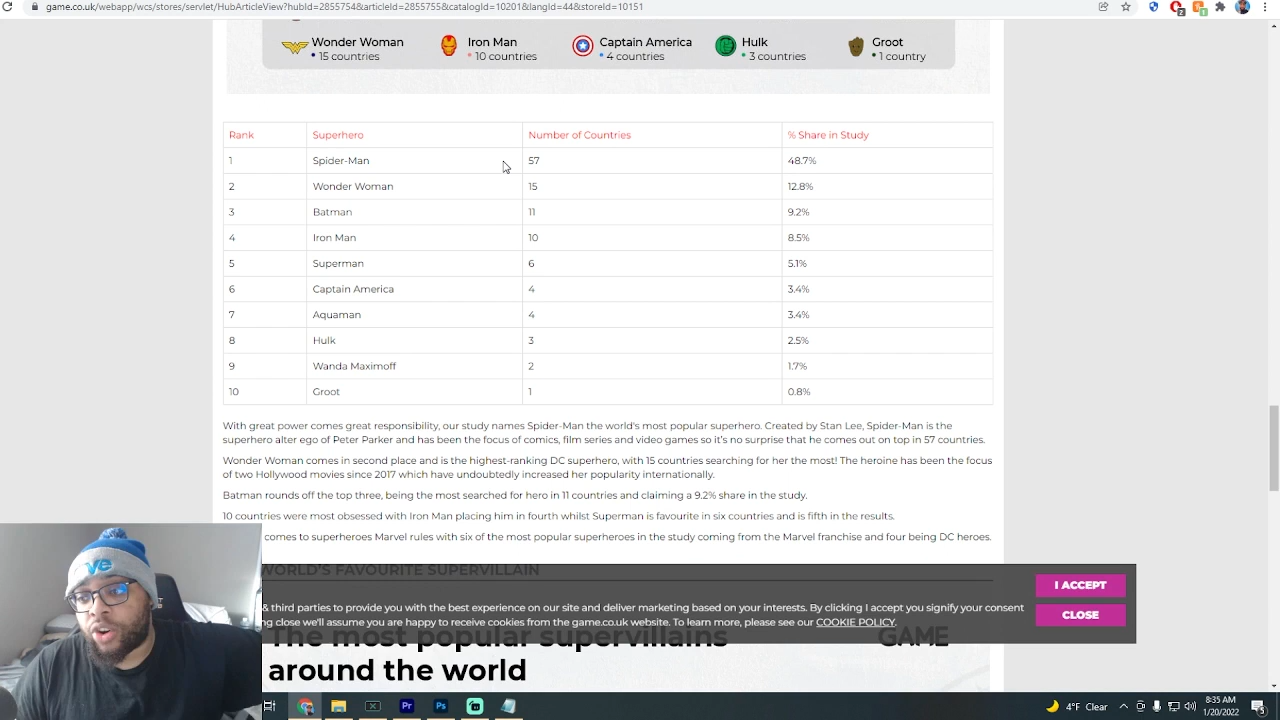 game.co.uk/webapp/wcs/stores/servlet/HubArticleView?hubId=2855754&articleId=2855755&catalogId=10201&langId=44&storeId=10151
Wonder Woman
15 countries
Iron Man
10 countries
Captain America
4 countries
Hulk
3 countries
Groot
1 country
Rank Superhero Number of Countries % Share in Study
1 Spider-Man 57 48.7%
2 Wonder Woman 15 12.8%
3 Batman 11 9.2%
4 Iron Man 10 8.5%
5 Superman 6 5.1%
6 Captain America 4 3.4%
7 Aquaman 4 3.4%
8 Hulk 3 2.5%
9 Wanda Maximoff 2 1.7%
10 Groot 1 0.8%
With great power comes great responsibility, our study names Spider-Man the world's most popular superhero. Created by Stan Lee, Spider-Man is the
superhero alter ego of Peter Parker and has been the focus of comics, film series and video games so it's no surprise that he comes out on top in 57 countries.
Wonder Woman comes in second place and is the highest-ranking DC superhero, with 15 countries searching for her the most! The heroine has been the focus
of two Hollywood movies since 2017 which have undoubtedly increased her popularity internationally.
Batman rounds off the top three, being the most searched for hero in 11 countries and claiming a 9.2% share in the study.
10 countries were most obsessed with Iron Man placing him in fourth whilst Superman is favourite in six countries and is fifth in the results.
comes to superheroes Marvel rules with six of the most popular superheroes in the study coming from the Marvel franchise and four being DC heroes.
WORLD'S FAVOURITE SUPERVILLAIN
I ACCEPT
& third parties to provide you with the best experience on our site and deliver marketing based on your interests. By clicking I accept you signify your consent
ng close we'll assume you are happy to receive cookies from the game.co.uk website. To learn more, please see our COOKIE POLICY.
CLOSE
The most popular supervillains
around the world
GAME
4°F Clear
8:35 AM
1/20/2022